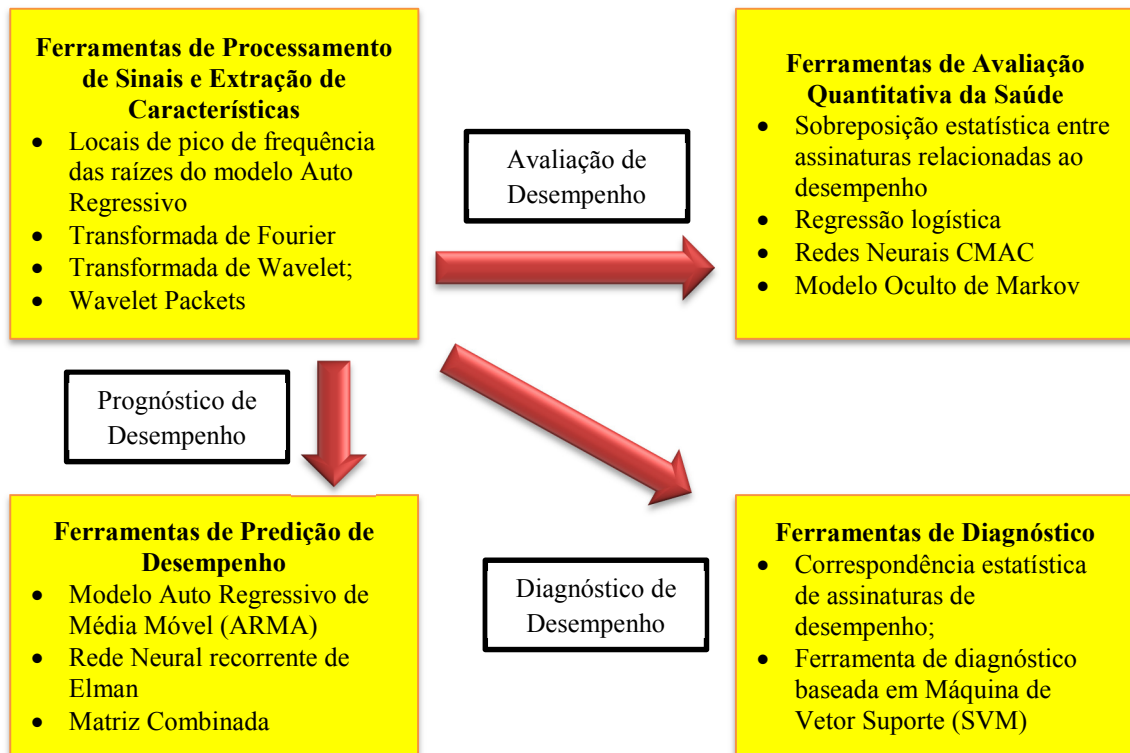 Ferramentas de Processamento
de Sinais e Extração de
Características
• Locais de pico de frequência
das raízes do modelo Auto
Regressivo
• Transformada de Fourier
• Transformada de Wavelet;
• Wavelet Packets
Avaliação de
Desempenho
Ferramentas de Avaliação
Quantitativa da Saúde
• Sobreposição estatística entre
assinaturas relacionadas ao
desempenho
• Regressão logística
• Redes Neurais CMAC
• Modelo Oculto de Markov
Prognóstico de
Desempenho
Ferramentas de Predição de
Desempenho
• Modelo Auto Regressivo de
Média Móvel (ARMA)
• Rede Neural recorrente de
Elman
• Matriz Combinada
Diagnóstico de
Desempenho
Ferramentas de Diagnóstico
• Correspondência estatística
de assinaturas de
desempenho;
• Ferramenta de diagnóstico
baseada em Máquina de
Vetor Suporte (SVM)